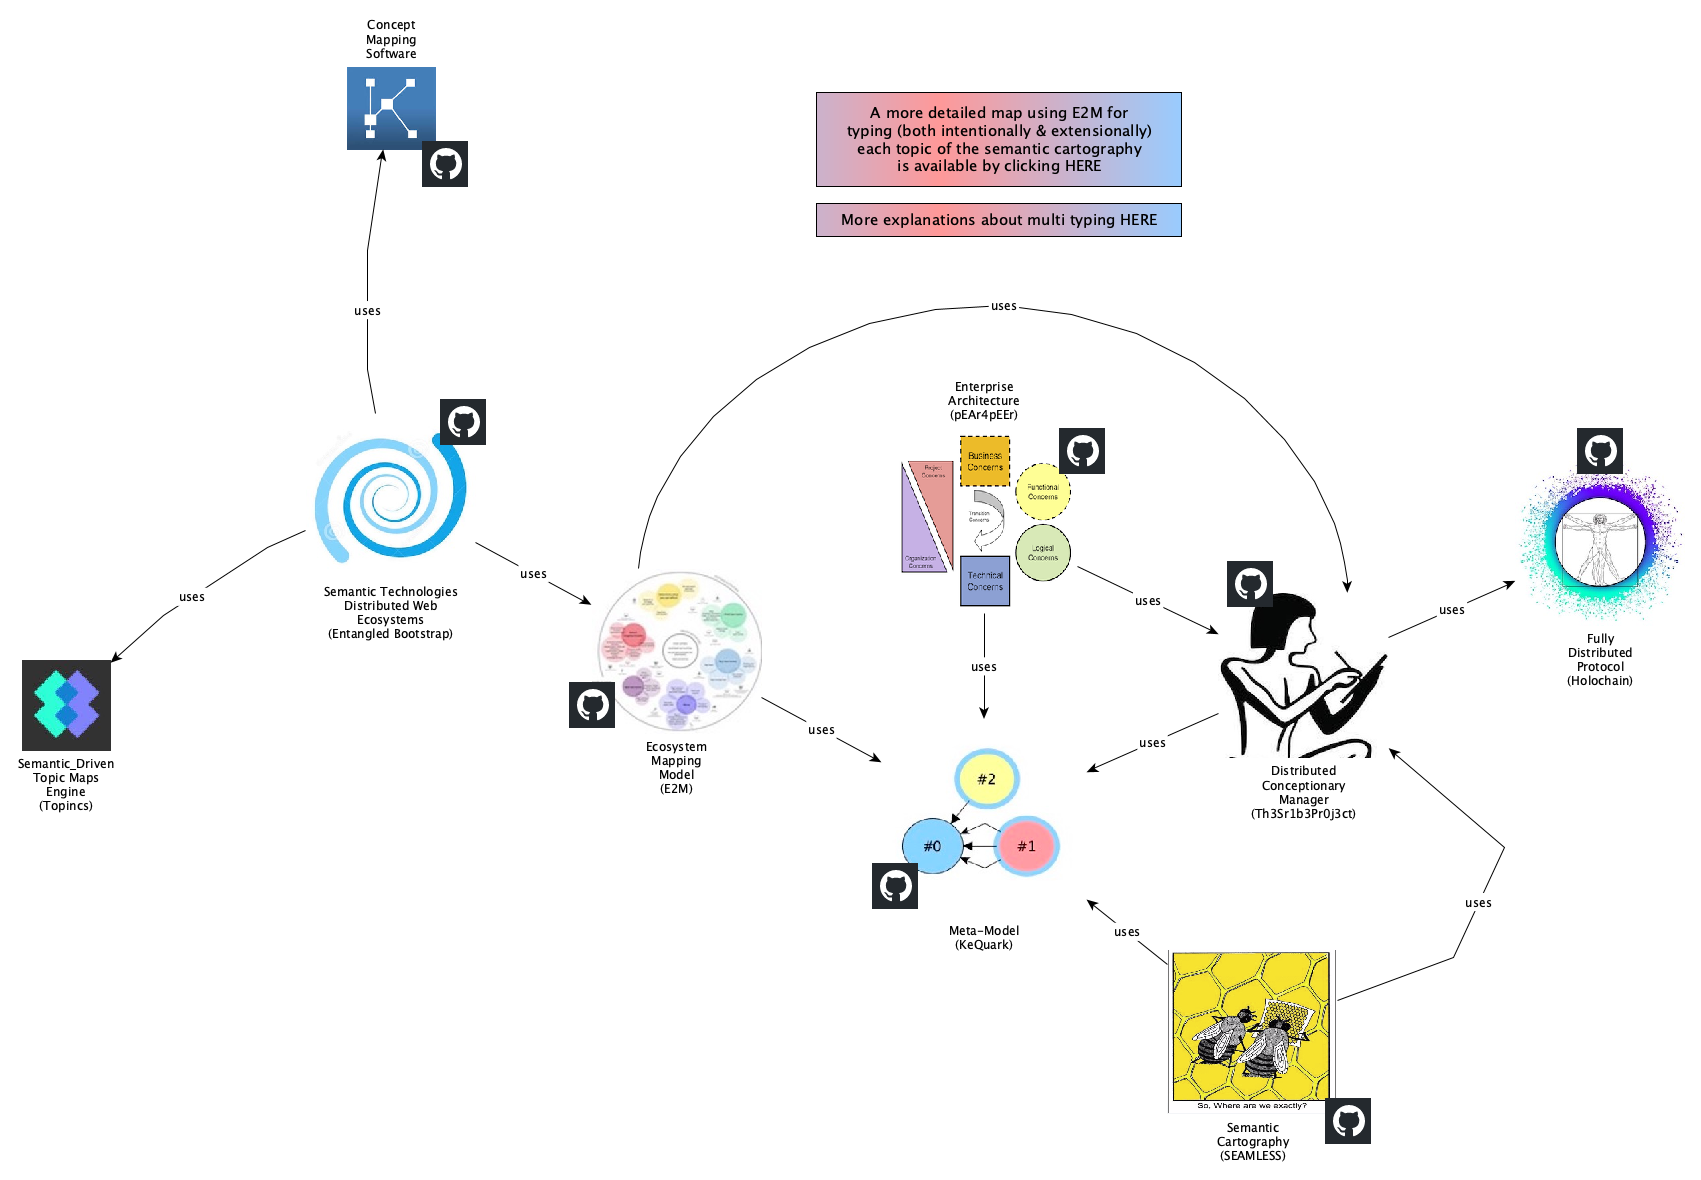 Concept
Mapping
Software
A more detailed map using E2M for
typing (both intentionally & extensionally)
each topic of the semantic cartography
is available by clicking HERE
More explanations about multi typing HERE
uses
uses
Enterprise
Architecture
(pEAr4pEEr)
Business
Concerns
Project
Concerns
Functional
Concerns
Transition
Concerns
Organization
Concerns
Logical
Concerns
Technical
Concerns
uses
uses
uses
uses
uses
Semantic Technologies
Distributed Web
Ecosystems
(Entangled Bootstrap)
Fully
Distributed
Protocol
(Holochain)
Semantic_Driven
Topic Maps
Engine
(Topincs)
Ecosystem
Mapping
Model
(E2M)
uses
uses
Distributed
Conceptionary
Manager
(Th3Sr1b3Pr0j3ct)
#2
#0
#1
Meta-Model
(KeQuark)
uses
uses
So, Where are we exactly?
Semantic
Cartography
(SEAMLESS)